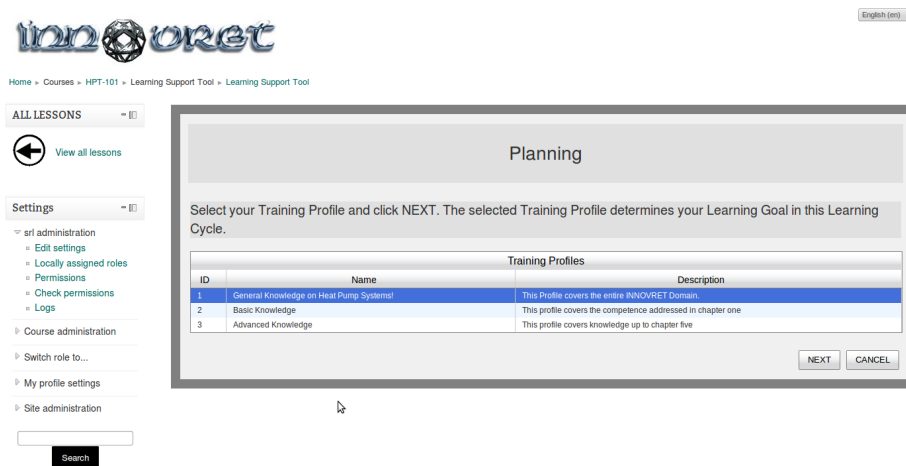 INNOVRET
English (en)
Home ▸ Courses ▸ HPT-101 ▸ Learning Support Tool ▸ Learning Support Tool
ALL LESSONS
View all lessons
Settings
srl administration
Edit settings
Locally assigned roles
Permissions
Check permissions
Logs
Course administration
Switch role to...
My profile settings
Site administration
Search
Planning
Select your Training Profile and click NEXT. The selected Training Profile determines your Learning Goal in this Learning
Cycle.
Training Profiles
ID Name Description
1 General Knowledge on Heat Pump Systems! This Profile covers the entire INNOVRET Domain.
2 Basic Knowledge This profile covers the competence addressed in chapter one
3 Advanced Knowledge This profile covers knowledge up to chapter five
NEXT CANCEL